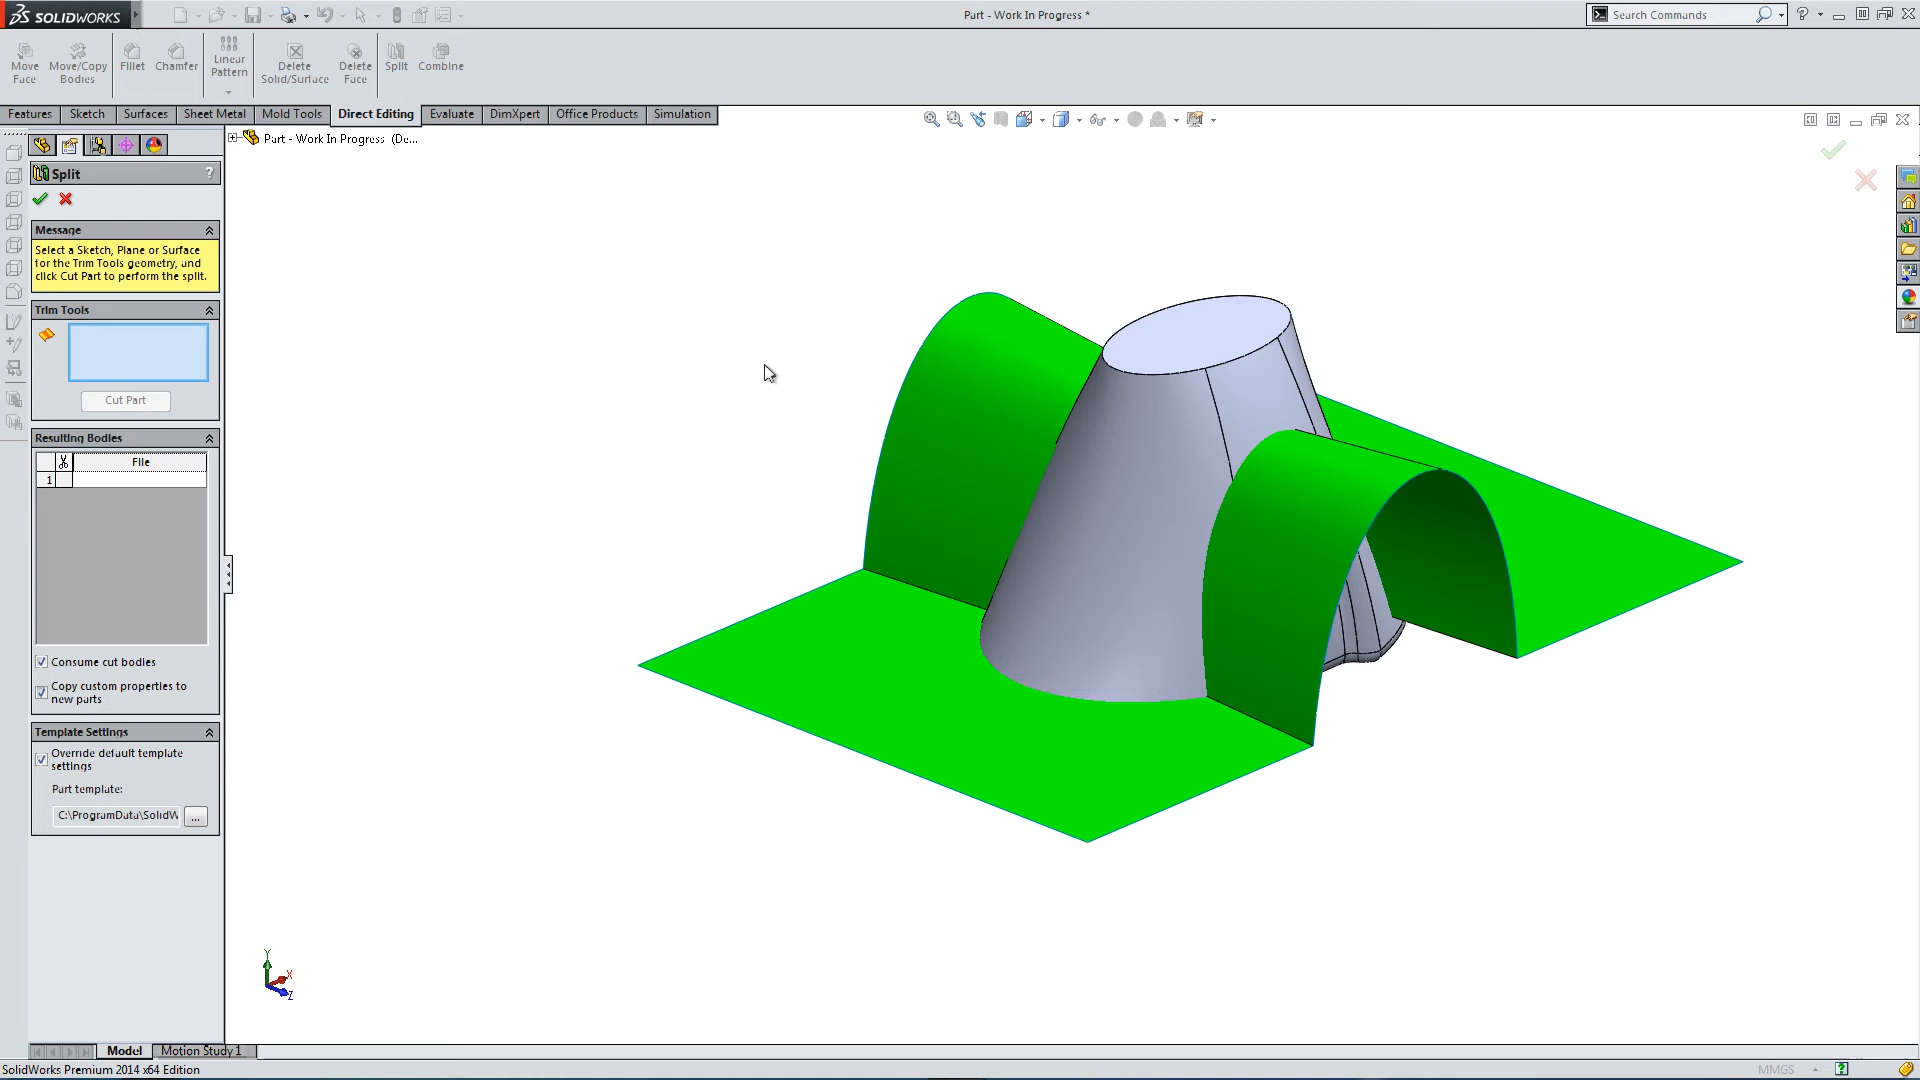 SOLIDWORKS
Part - Work In Progress *
Search Commands
Move Face
Move/Copy Bodies
Fillet
Chamfer
Linear Pattern
Delete Solid/Surface
Delete Face
Split
Combine
Features
Sketch
Surfaces
Sheet Metal
Mold Tools
Direct Editing
Evaluate
DimXpert
Office Products
Simulation
Part - Work In Progress (De...
Split
?
Message
Select a Sketch, Plane or Surface
for the Trim Tools geometry, and
click Cut Part to perform the split.
Trim Tools
Cut Part
Resulting Bodies
File
1
Consume cut bodies
Copy custom properties to
new parts
Template Settings
Override default template
settings
Part template:
C:\ProgramData\SolidW
...
Y
X
Z
Model
Motion Study 1
SolidWorks Premium 2014 x64 Edition
MMGS
?